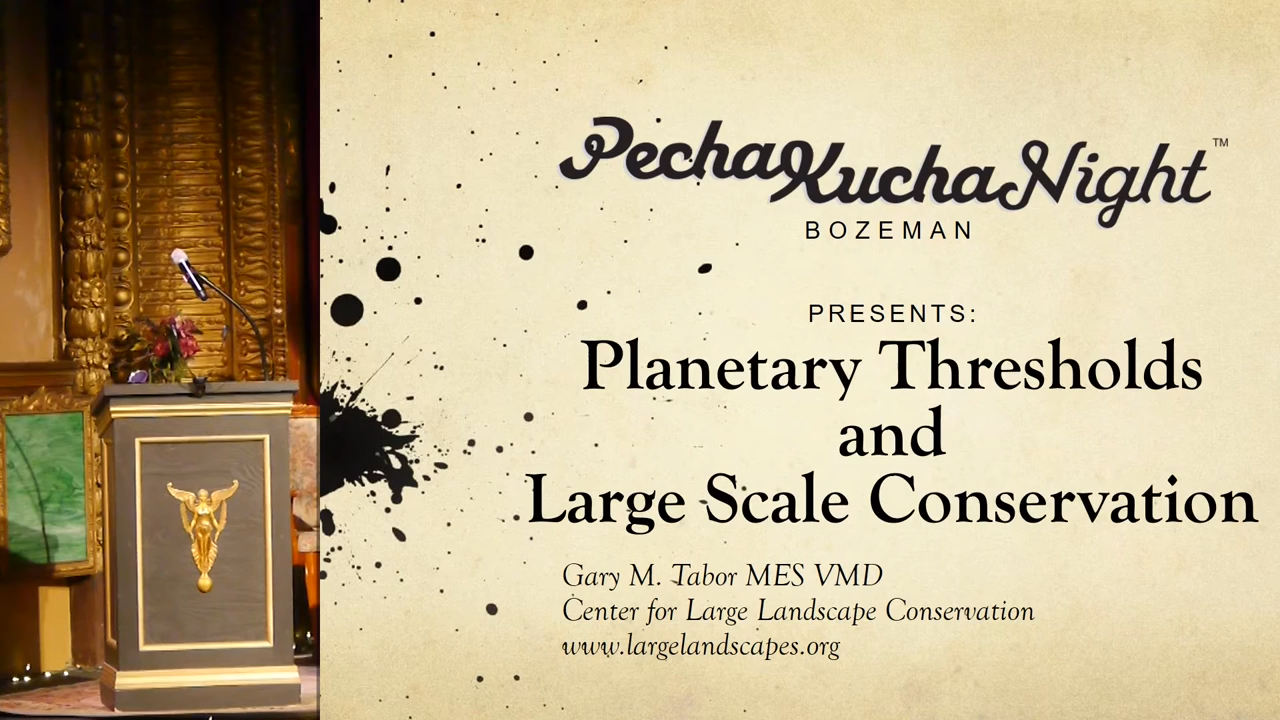 PechaKuchaNight™
BOZEMAN
PRESENTS:
Planetary Thresholds
and
Large Scale Conservation
Gary M. Tabor MES VMD
Center for Large Landscape Conservation
www.largelandscapes.org